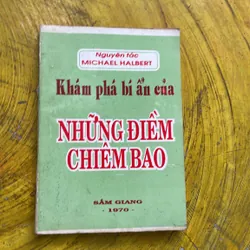 Nguyên tác
MICHAEL HALBERT
Khám phá bí ẩn của
NHỮNG ĐIỀM
CHIÊM BAO
SẦM GIANG
- 1970 -